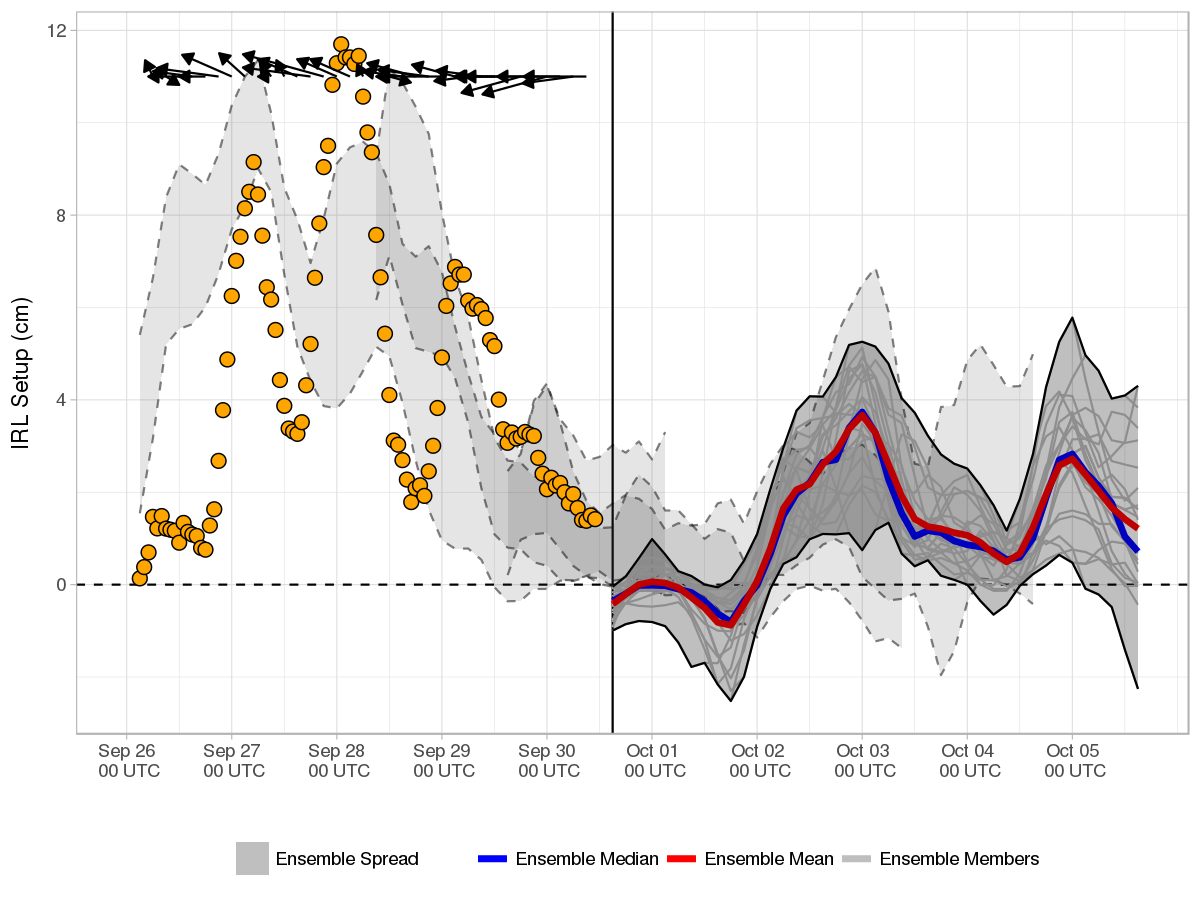 12
8
4
0
IRL Setup (cm)
Sep 26 Sep 27 Sep 28 Sep 29 Sep 30 Oct 01 Oct 02 Oct 03 Oct 04 Oct 05
00 UTC 00 UTC 00 UTC 00 UTC 00 UTC 00 UTC 00 UTC 00 UTC 00 UTC 00 UTC
Ensemble Spread Ensemble Median Ensemble Mean Ensemble Members